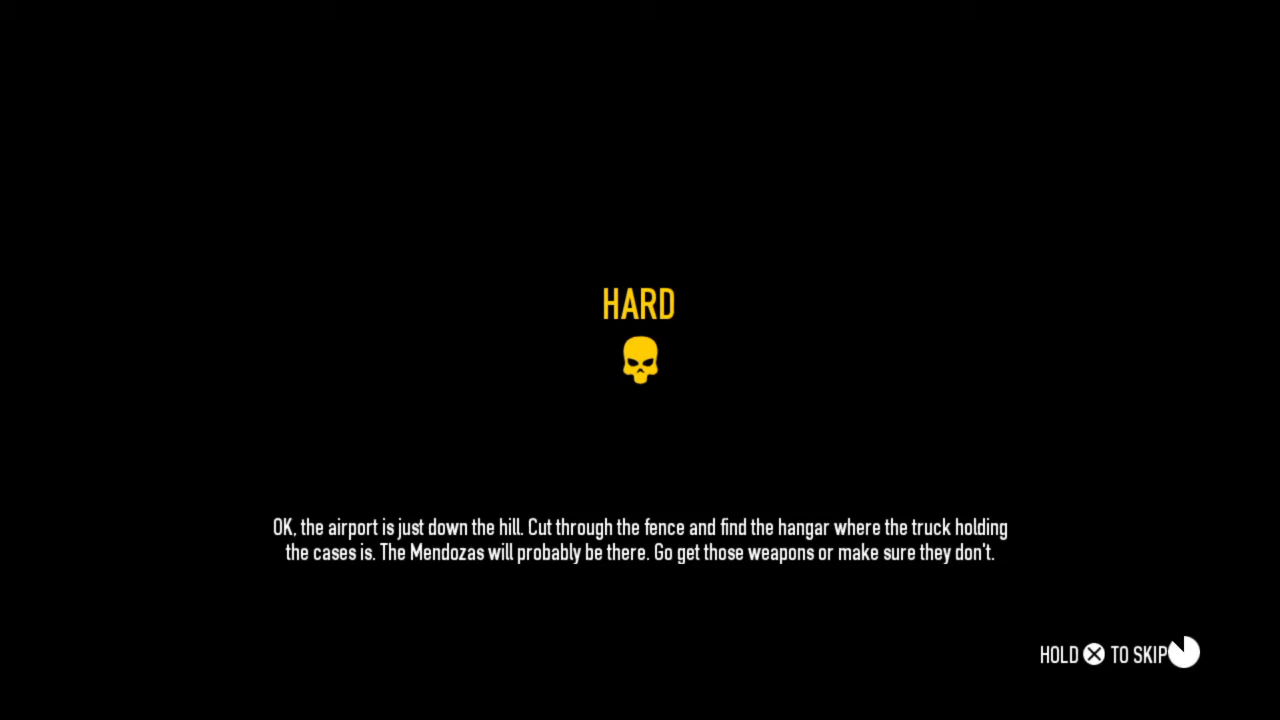 HARD
OK, the airport is just down the hill. Cut through the fence and find the hangar where the truck holding
the cases is. The Mendozas will probably be there. Go get those weapons or make sure they don't.
HOLD X TO SKIP